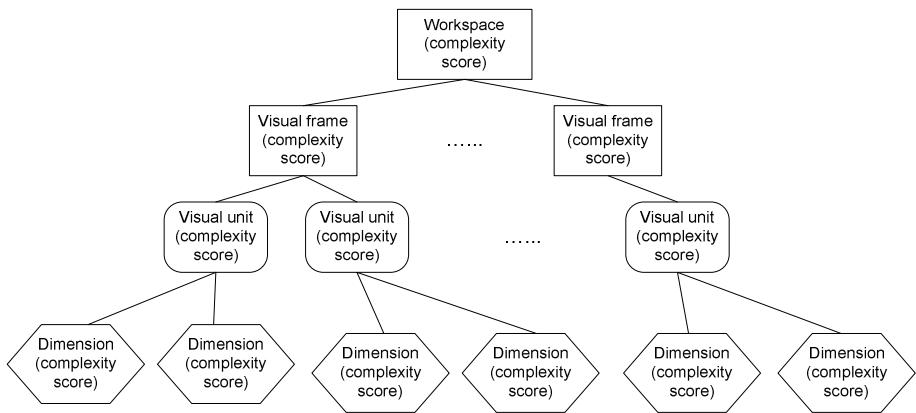 Workspace
(complexity
score)
Visual frame
(complexity
score)
......
Visual frame
(complexity
score)
Visual unit
(complexity
score)
Visual unit
(complexity
score)
......
Visual unit
(complexity
score)
Dimension
(complexity
score)
Dimension
(complexity
score)
Dimension
(complexity
score)
Dimension
(complexity
score)
Dimension
(complexity
score)
Dimension
(complexity
score)